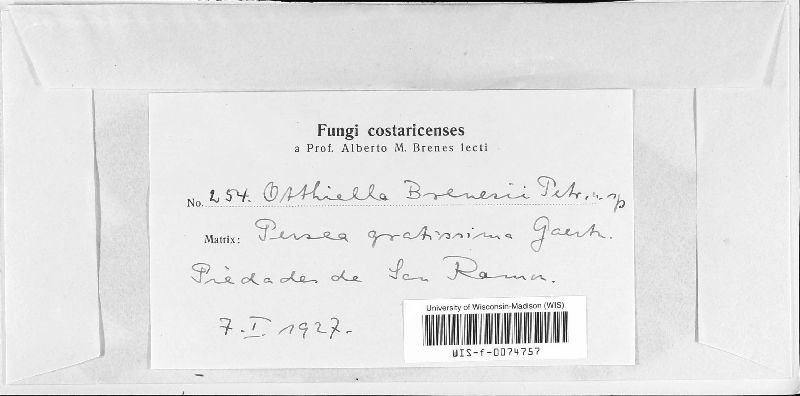 Fungi costaricenses
a Prof. Alberto M. Brenes lecti
No. 254. Otthiella Brenesii Petr. n. sp
Matrix: Persea gratissima Gaertn.
Piedades de San Ramon.
7. I. 1927.
University of Wisconsin-Madison (WIS)
WIS-f-0074757